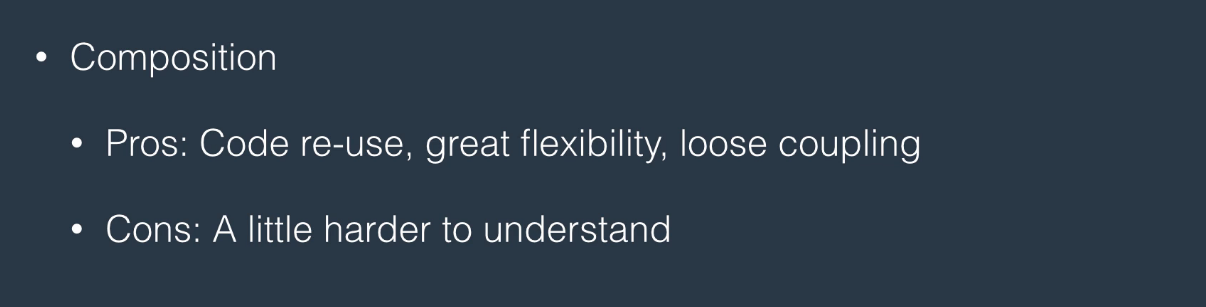 • Composition
• Pros: Code re-use, great flexibility, loose coupling
• Cons: A little harder to understand